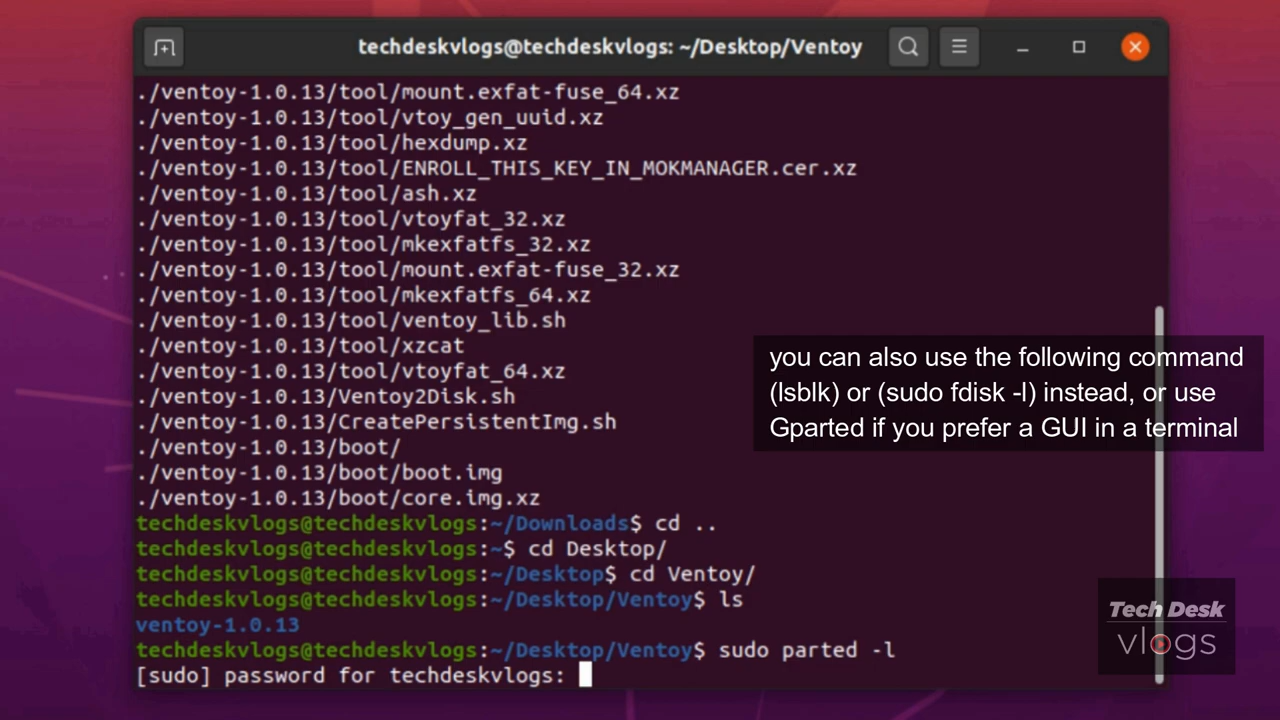 techdeskvlogs@techdeskvlogs: ~/Desktop/Ventoy
./ventoy-1.0.13/tool/mount.exfat-fuse_64.xz
./ventoy-1.0.13/tool/vtoy_gen_uuid.xz
./ventoy-1.0.13/tool/hexdump.xz
./ventoy-1.0.13/tool/ENROLL_THIS_KEY_IN_MOKMANAGER.cer.xz
./ventoy-1.0.13/tool/ash.xz
./ventoy-1.0.13/tool/vtoyfat_32.xz
./ventoy-1.0.13/tool/mkexfatfs_32.xz
./ventoy-1.0.13/tool/mount.exfat-fuse_32.xz
./ventoy-1.0.13/tool/mkexfatfs_64.xz
./ventoy-1.0.13/tool/ventoy_lib.sh
./ventoy-1.0.13/tool/xzcat
./ventoy-1.0.13/tool/vtoyfat_64.xz
./ventoy-1.0.13/Ventoy2Disk.sh
./ventoy-1.0.13/CreatePersistentImg.sh
./ventoy-1.0.13/boot/
./ventoy-1.0.13/boot/boot.img
./ventoy-1.0.13/boot/core.img.xz
techdeskvlogs@techdeskvlogs:~/Downloads$ cd ..
techdeskvlogs@techdeskvlogs:~$ cd Desktop/
techdeskvlogs@techdeskvlogs:~/Desktop$ cd Ventoy/
techdeskvlogs@techdeskvlogs:~/Desktop/Ventoy$ ls
ventoy-1.0.13
techdeskvlogs@techdeskvlogs:~/Desktop/Ventoy$ sudo parted -l
[sudo] password for techdeskvlogs:
you can also use the following command
(lsblk) or (sudo fdisk -l) instead, or use
Gparted if you prefer a GUI in a terminal
Tech Desk
vlogs